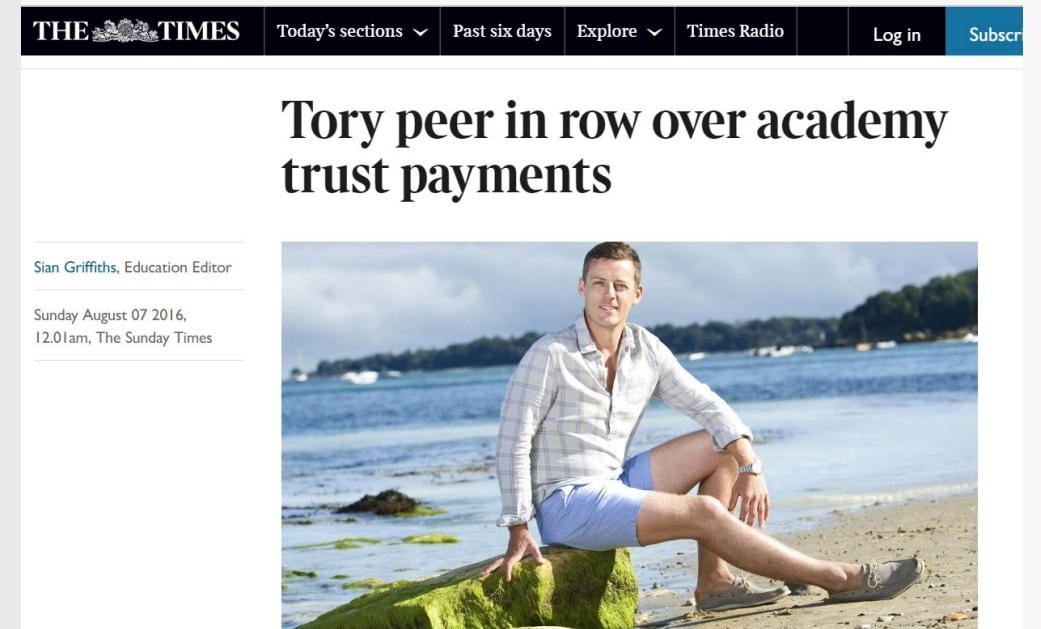 THE TIMES Today's sections Past six days Explore Times Radio Log in
Tory peer in row over academy
trust payments
Sian Griffiths, Education Editor
Sunday August 07 2016,
12.01am, The Sunday Times